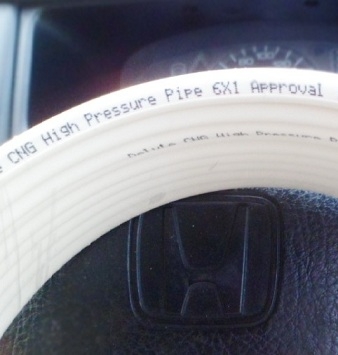 e CNG High Pressure Pipe 6X1 Approval
CNG High Pressure